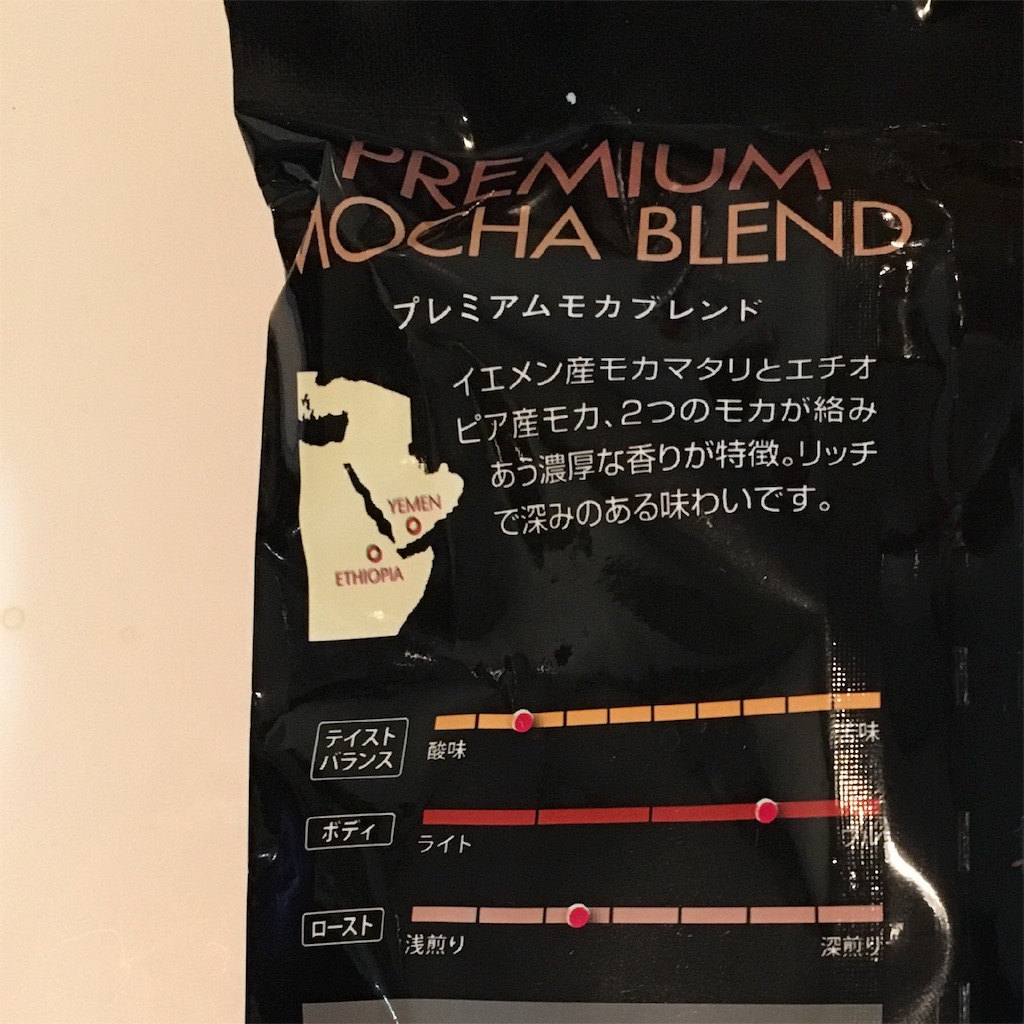 PREMIUM
MOCHA BLEND
プレミアムモカブレンド
イエメン産モカマタリとエチオ
ピア産モカ、2つのモカが絡み
あう濃厚な香りが特徴。リッチ
で深みのある味わいです。
YEMEN
ETHIOPIA
テイスト
バランス
酸味
苦味
ボディ
ライト
フル
ロースト
浅煎り
深煎り